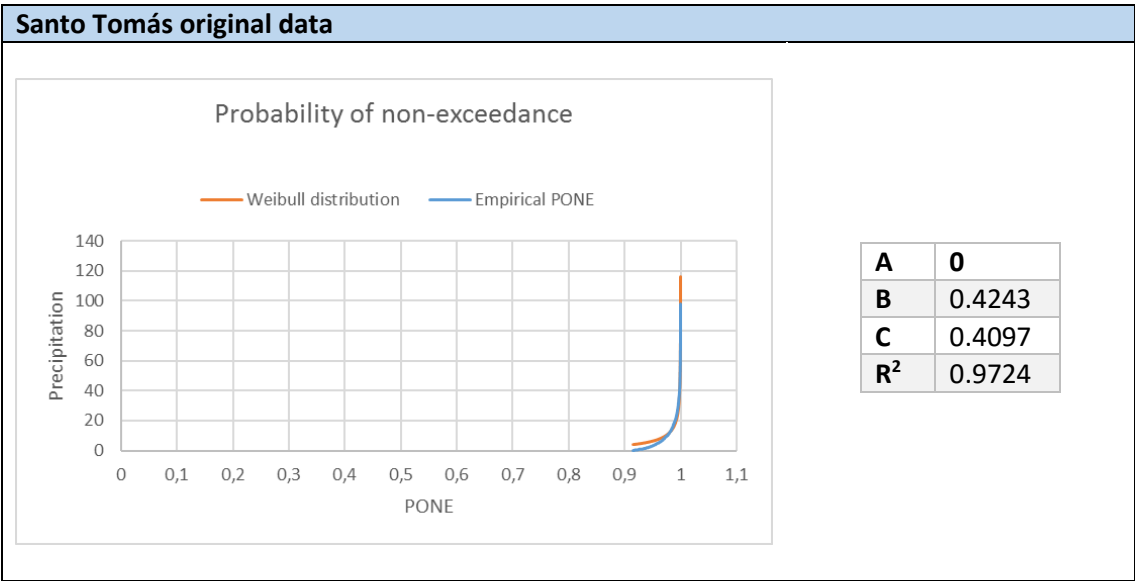 Santo Tomás original data
Probability of non-exceedance
Weibull distribution Empirical PONE
140
120
100
80
60
40
20
0
Precipitation
0 0,1 0,2 0,3 0,4 0,5 0,6 0,7 0,8 0,9 1 1,1
PONE
A 0
B 0.4243
C 0.4097
R² 0.9724